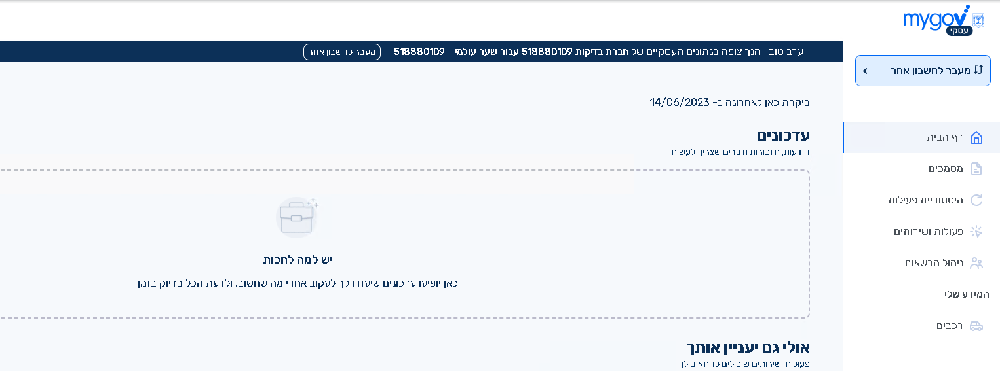 mygov
עסקי
מעבר לחשבון אחר
דף הבית
מסמכים
היסטוריית פעילות
פעולות ושירותים
ניהול הרשאות
המידע שלי
רכבים
ערב טוב, הנך צופה בנתונים העסקיים של חברת בדיקות 518880109 עבור שער עולמי - 518880109 מעבר לחשבון אחר
ביקרת כאן לאחרונה ב- 14/06/2023
עדכונים
הודעות, תזכורות ודברים שצריך לעשות
יש למה לחכות
כאן יופיעו עדכונים שיעזרו לך לעקוב אחרי מה שחשוב, ולדעת הכל בדיוק בזמן
אולי גם יעניין אותך
פעולות ושירותים שיכולים להתאים לך